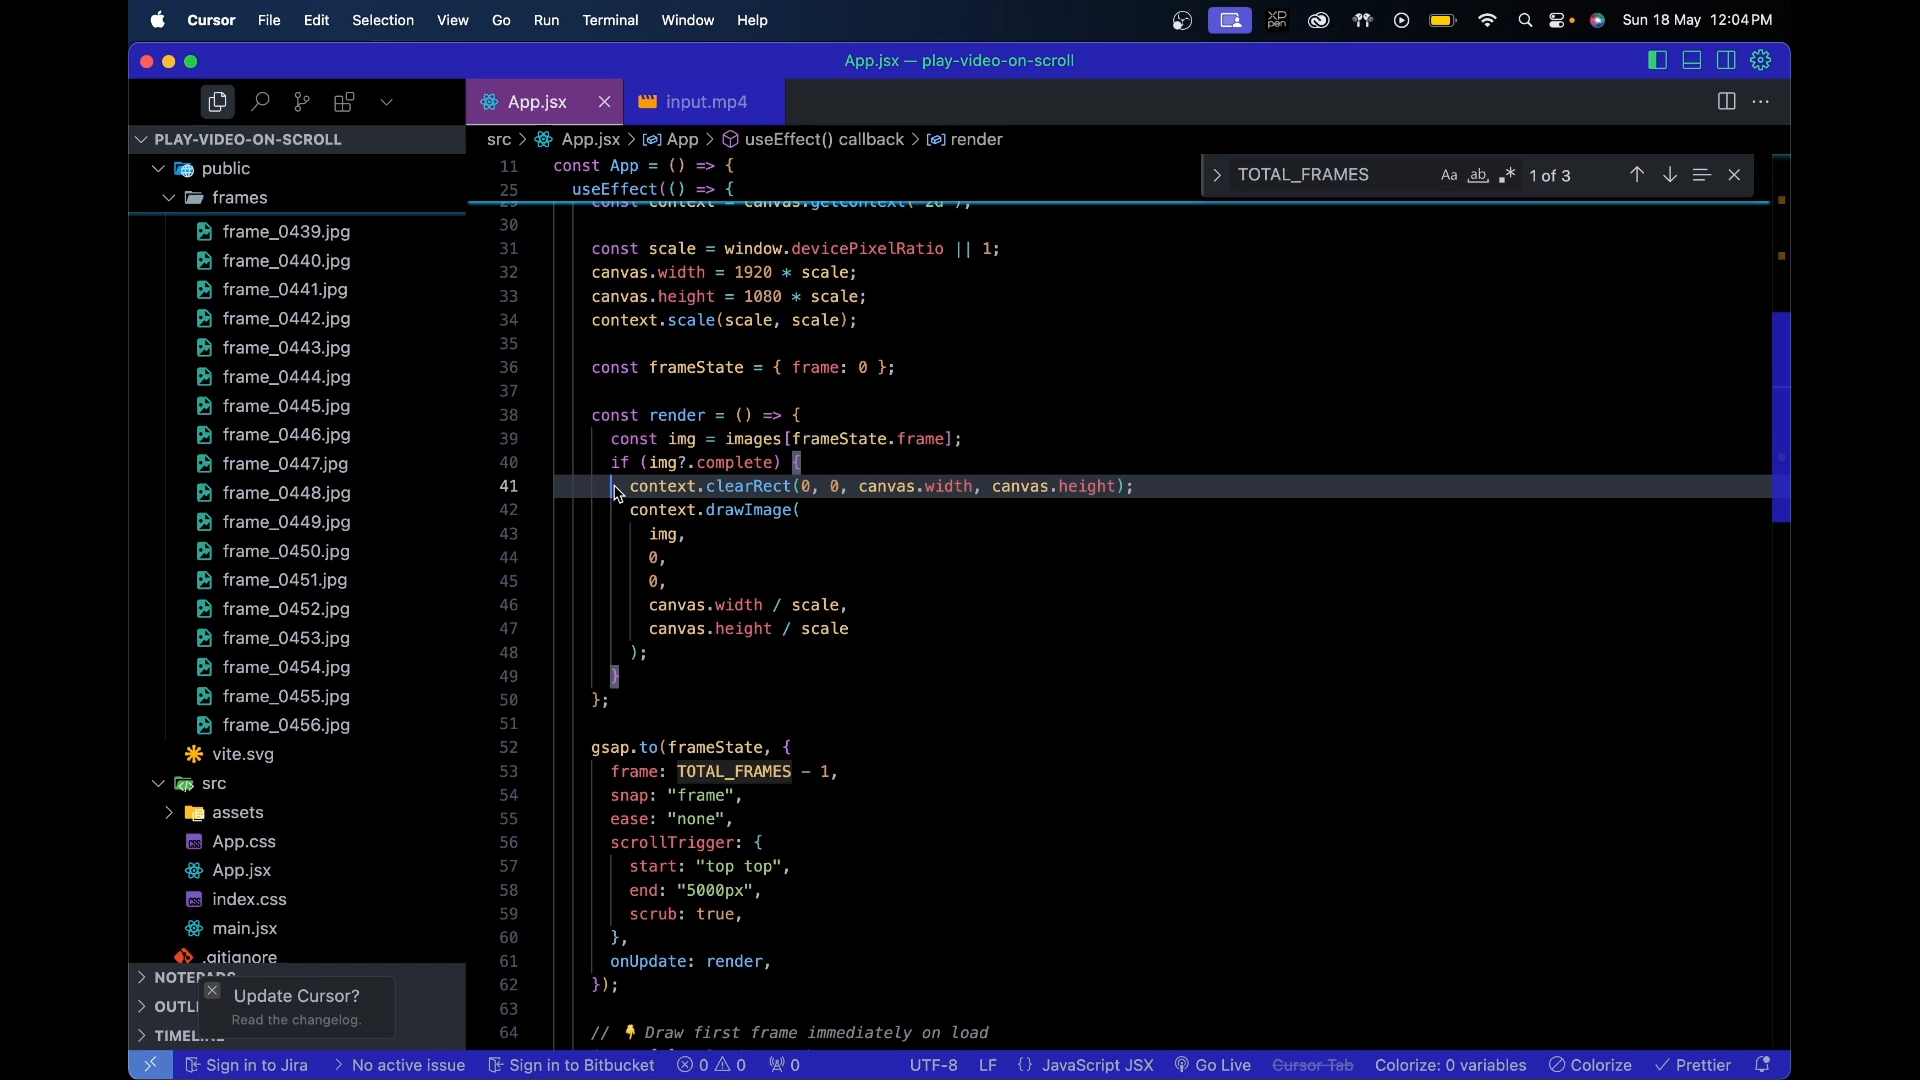 Cursor File Edit Selection View Go Run Terminal Window Help
XP PEN
Sun 18 May 12:04 PM
App.jsx — play-video-on-scroll
App.jsx
input.mp4
PLAY-VIDEO-ON-SCROLL
src > App.jsx > App > useEffect() callback > render
public
frames
frame_0439.jpg
frame_0440.jpg
frame_0441.jpg
frame_0442.jpg
frame_0443.jpg
frame_0444.jpg
frame_0445.jpg
frame_0446.jpg
frame_0447.jpg
frame_0448.jpg
frame_0449.jpg
frame_0450.jpg
frame_0451.jpg
frame_0452.jpg
frame_0453.jpg
frame_0454.jpg
frame_0455.jpg
frame_0456.jpg
vite.svg
src
assets
App.css
App.jsx
index.css
main.jsx
.gitignore
OUTL
TIMEL
Update Cursor?
Read the changelog.
TOTAL_FRAMES Aa ab .* 1 of 3
11 const App = () => {
25 useEffect(() => {
29 const context = canvas.getContext("2d");
30
31 const scale = window.devicePixelRatio || 1;
32 canvas.width = 1920 * scale;
33 canvas.height = 1080 * scale;
34 context.scale(scale, scale);
35
36 const frameState = { frame: 0 };
37
38 const render = () => {
39 const img = images[frameState.frame];
40 if (img?.complete) {
41 context.clearRect(0, 0, canvas.width, canvas.height);
42 context.drawImage(
43 img,
44 0,
45 0,
46 canvas.width / scale,
47 canvas.height / scale
48 );
49 }
50 };
51
52 gsap.to(frameState, {
53 frame: TOTAL_FRAMES - 1,
54 snap: "frame",
55 ease: "none",
56 scrollTrigger: {
57 start: "top top",
58 end: "5000px",
59 scrub: true,
60 },
61 onUpdate: render,
62 });
63
64 // 👇 Draw first frame immediately on load
Sign in to Jira > No active issue Sign in to Bitbucket 0 0 0 UTF-8 LF {} JavaScript JSX Go Live Cursor Tab Colorize: 0 variables Colorize Prettier